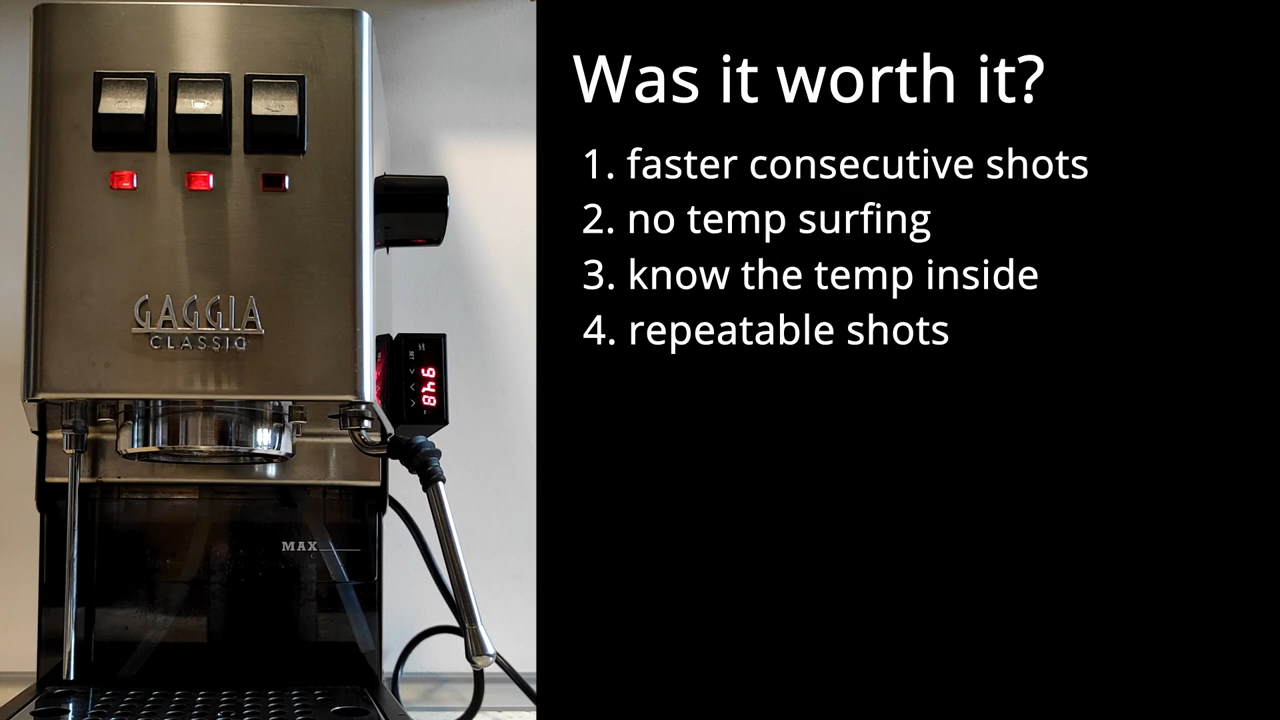 GAGGIA
CLASSIC
SET
MAX
Was it worth it?
1. faster consecutive shots
2. no temp surfing
3. know the temp inside
4. repeatable shots